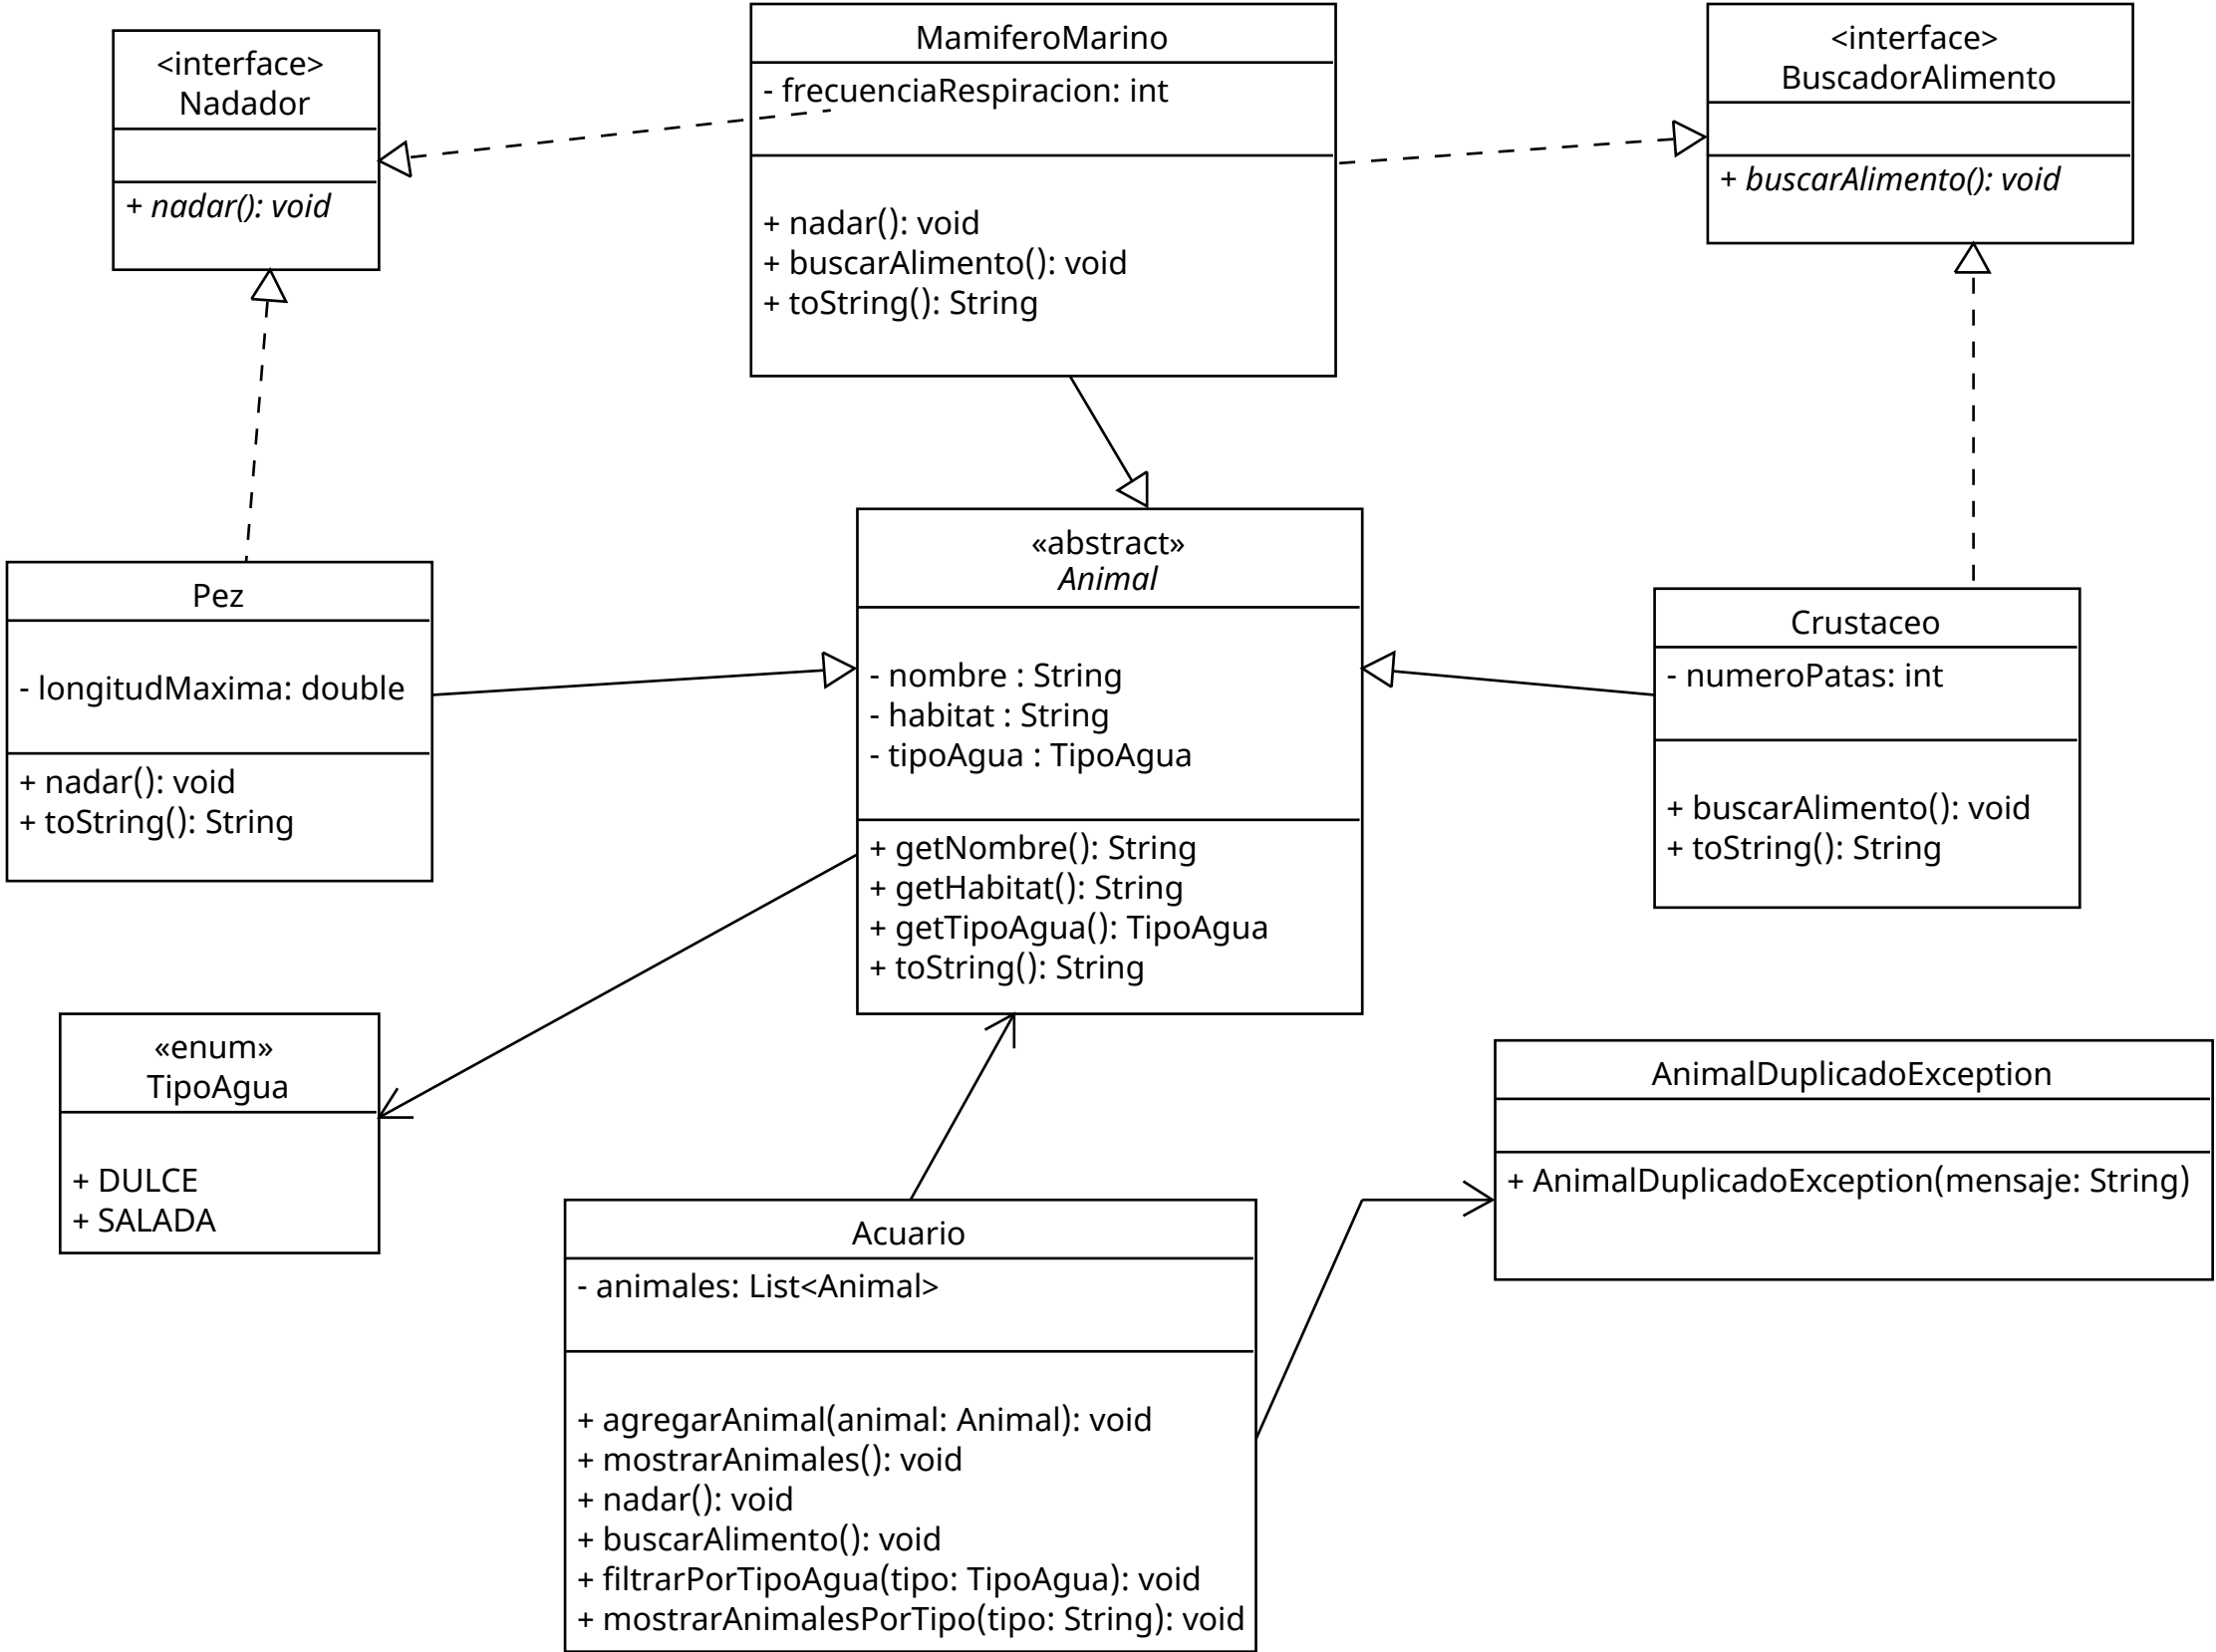 <interface>
Nadador
+ nadar(): void
MamiferoMarino
- frecuenciaRespiracion: int
+ nadar(): void
+ buscarAlimento(): void
+ toString(): String
<interface>
BuscadorAlimento
+ buscarAlimento(): void
Pez
- longitudMaxima: double
+ nadar(): void
+ toString(): String
«abstract»
Animal
- nombre : String
- habitat : String
- tipoAgua : TipoAgua
+ getNombre(): String
+ getHabitat(): String
+ getTipoAgua(): TipoAgua
+ toString(): String
Crustaceo
- numeroPatas: int
+ buscarAlimento(): void
+ toString(): String
«enum»
TipoAgua
+ DULCE
+ SALADA
Acuario
- animales: List<Animal>
+ agregarAnimal(animal: Animal): void
+ mostrarAnimales(): void
+ nadar(): void
+ buscarAlimento(): void
+ filtrarPorTipoAgua(tipo: TipoAgua): void
+ mostrarAnimalesPorTipo(tipo: String): void
AnimalDuplicadoException
+ AnimalDuplicadoException(mensaje: String)